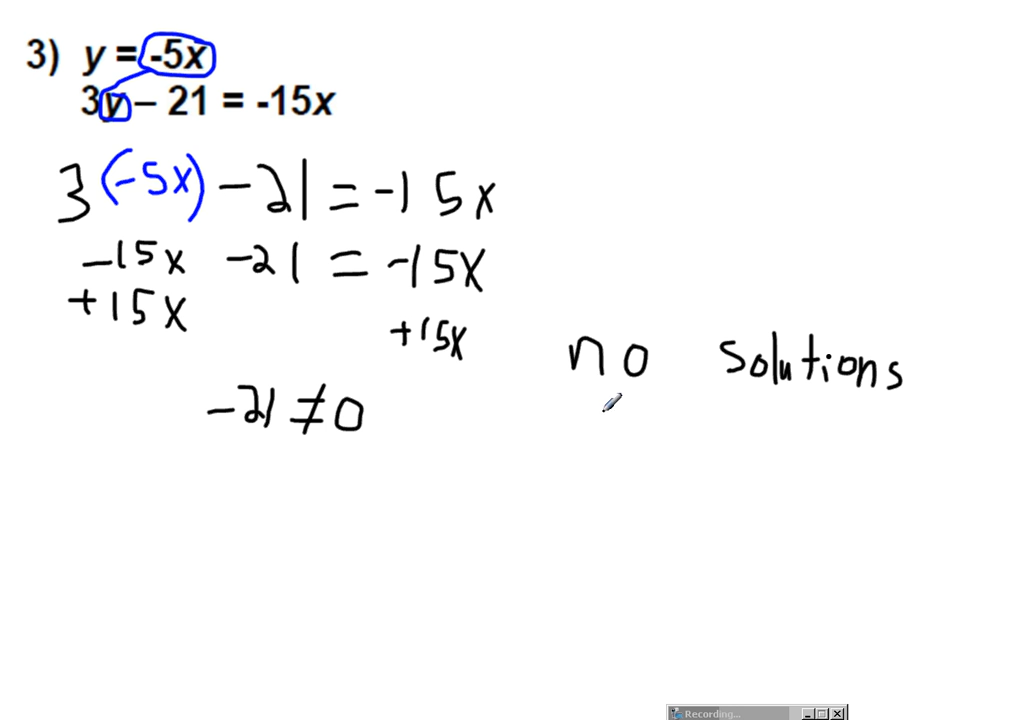 3) y = -5x
3y – 21 = -15x
3 (-5x) -21 = -15x
-15x -21 = -15x
+15x +15x
no solutions
-21 ≠ 0
Recording...